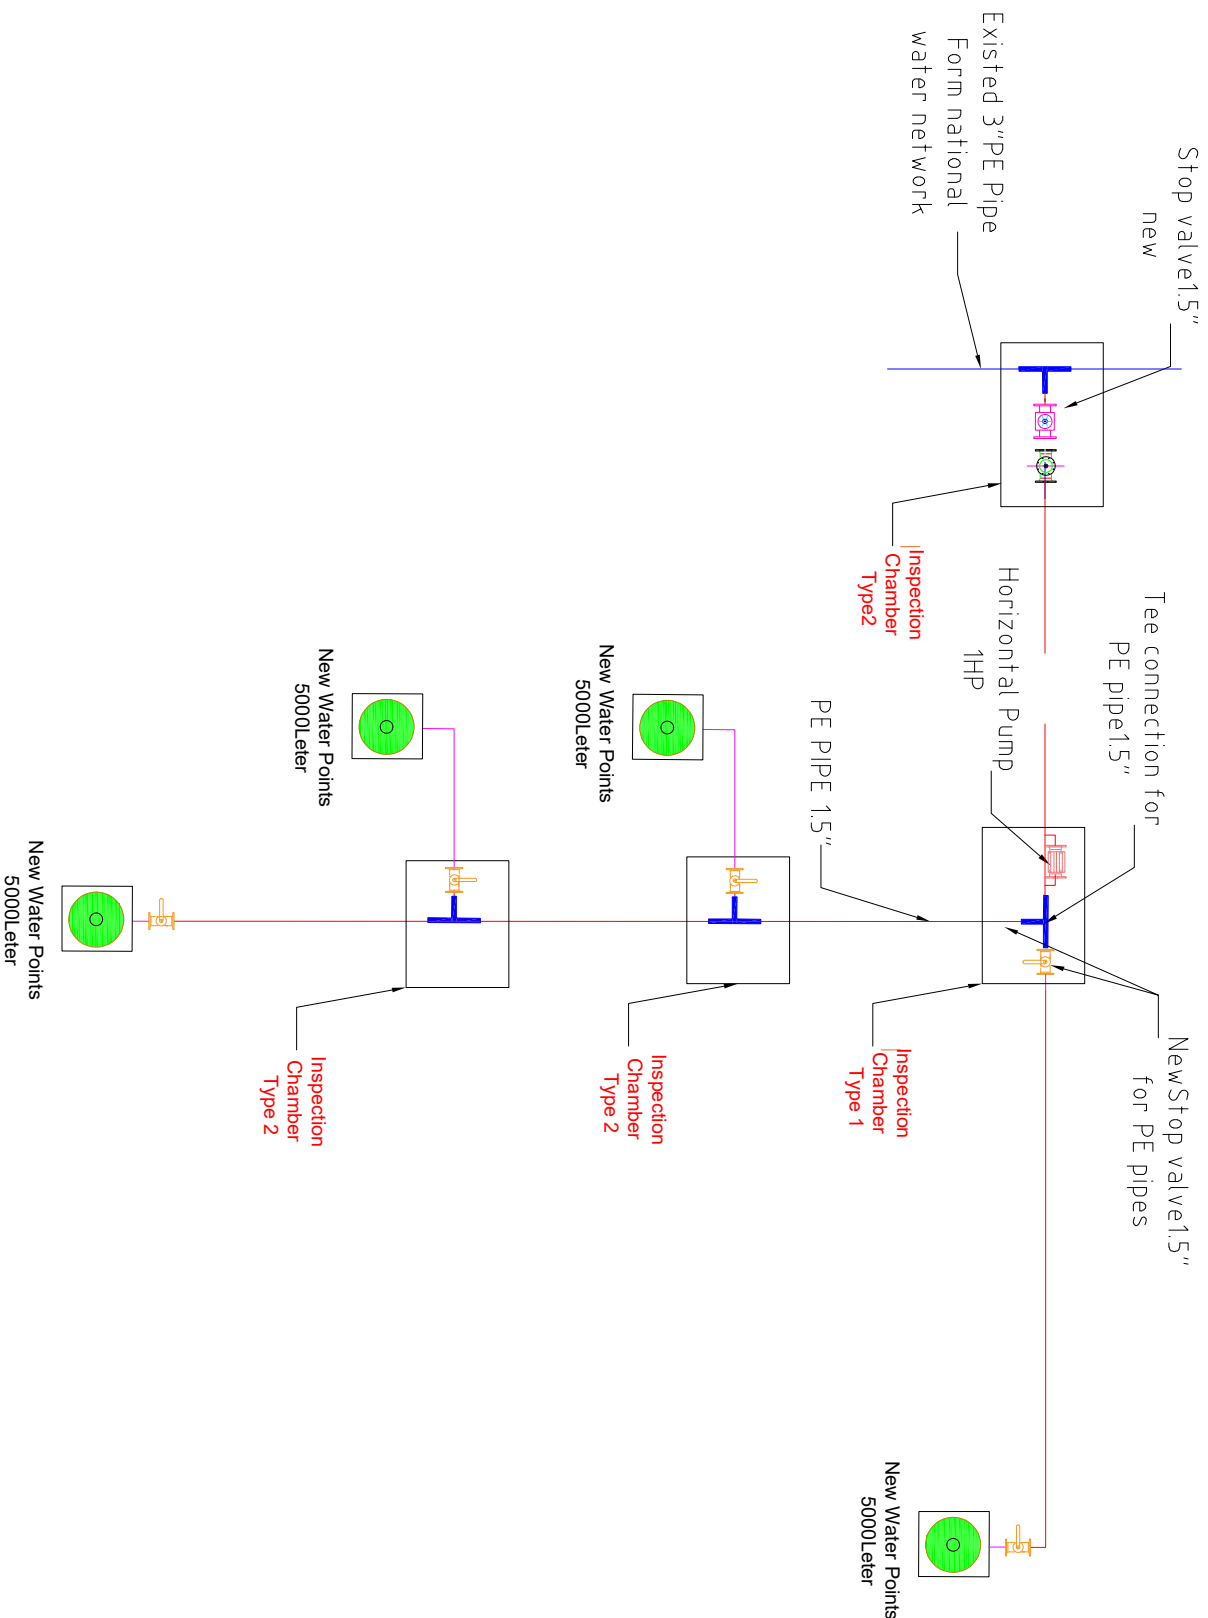 Stop valve1.5"
new
Existed 3"PE Pipe
Form national
water network
Inspection
Chamber
Type2
Tee connection for
PE pipe1.5"
Horizontal Pump
1HP
PE PIPE 1.5"
New Water Points
5000Leter
New Water Points
5000Leter
New Water Points
5000Leter
NewStop valve1.5"
for PE pipes
Inspection
Chamber
Type 1
Inspection
Chamber
Type 2
Inspection
Chamber
Type 2
New Water Points
5000Leter